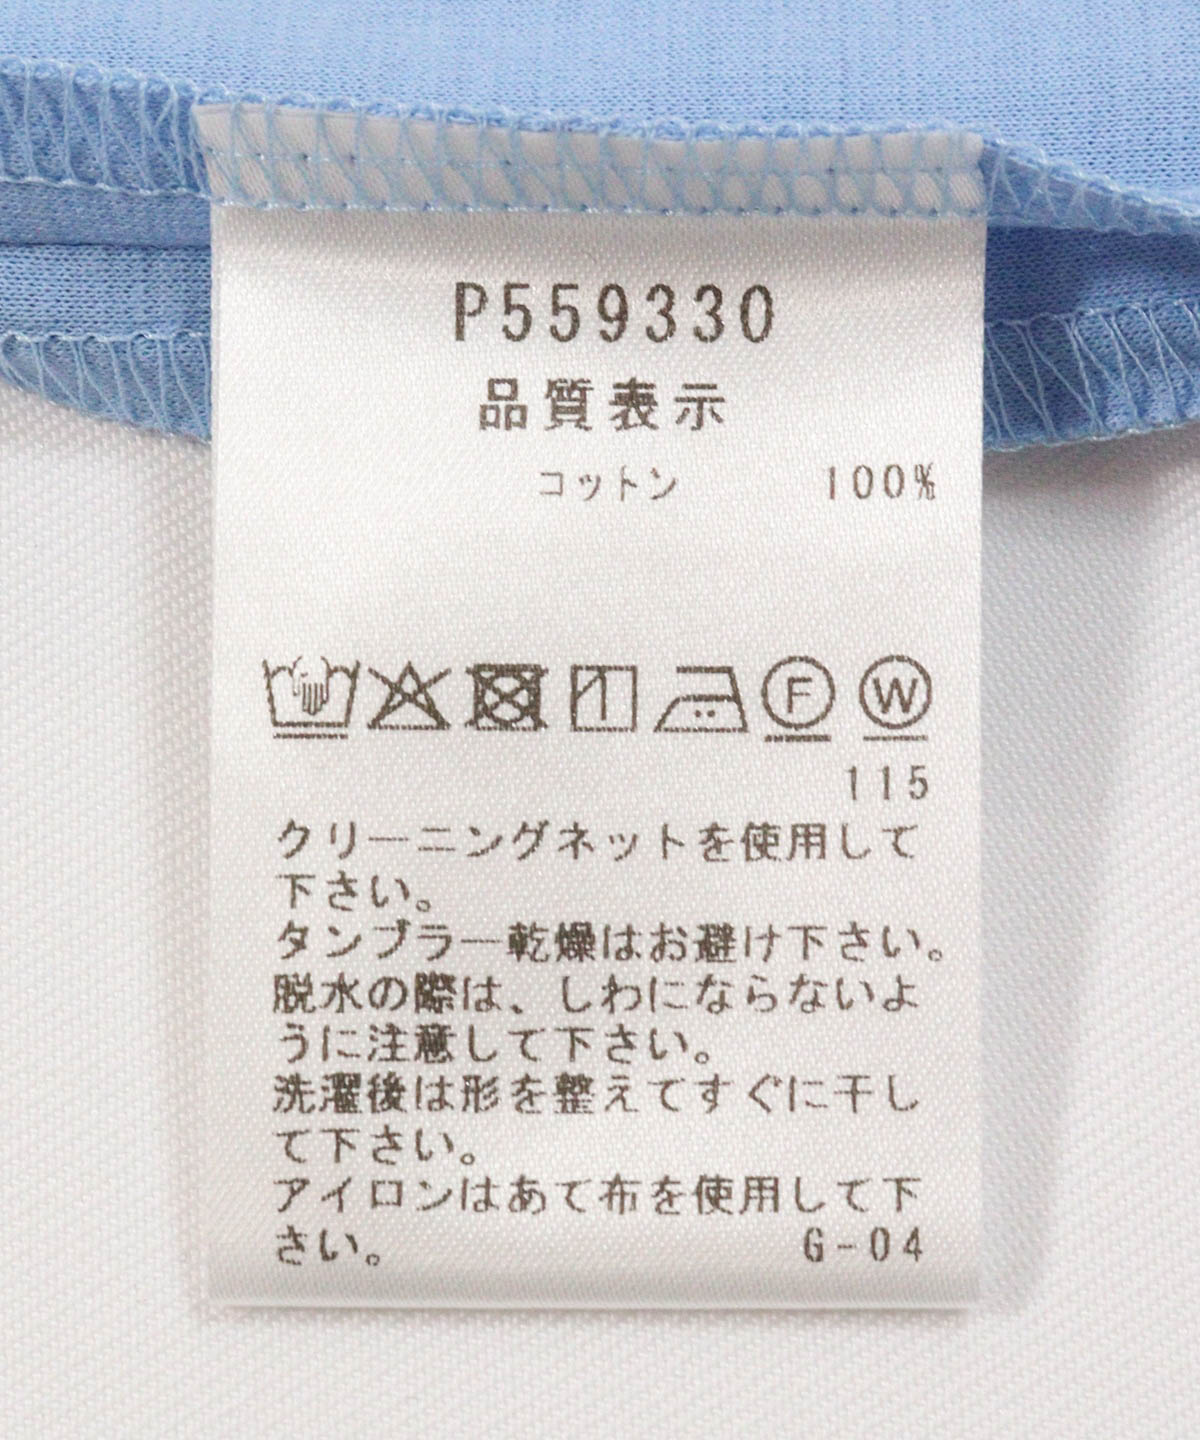 P559330
品質表示
コットン 100%
F W
115
クリーニングネットを使用して
下さい。
タンブラー乾燥はお避け下さい。
脱水の際は、しわにならないよ
うに注意して下さい。
洗濯後は形を整えてすぐに干し
て下さい。
アイロンはあて布を使用して下
さい。 G-04